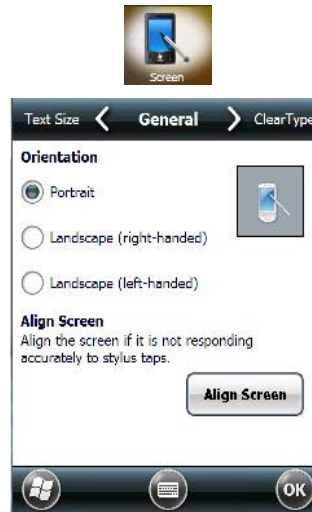 Screen
Text Size General ClearType
Orientation
Portrait
Landscape (right-handed)
Landscape (left-handed)
Align Screen
Align the screen if it is not responding
accurately to stylus taps.
Align Screen
OK